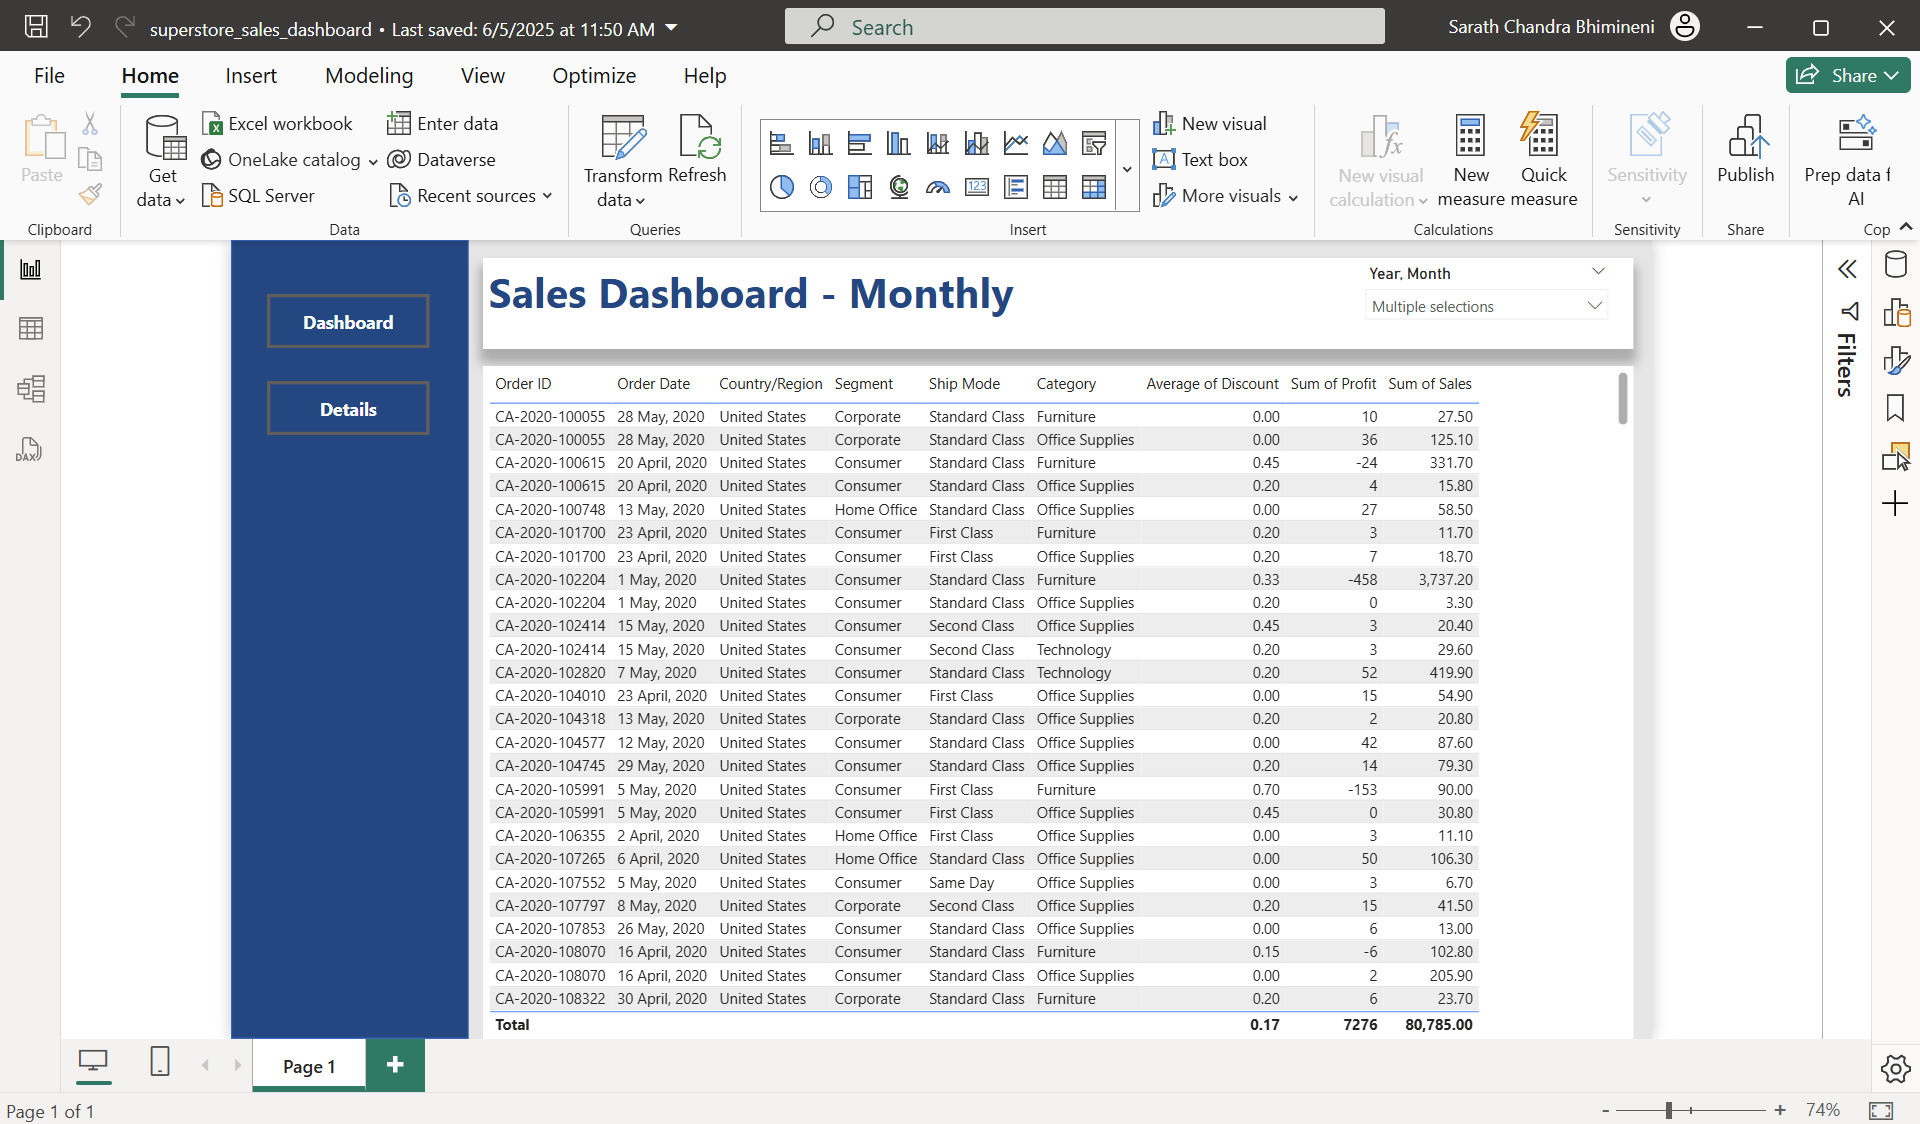 superstore_sales_dashboard • Last saved: 6/5/2025 at 11:50 AM
Search
Sarath Chandra Bhimineni
File Home Insert Modeling View Optimize Help
Share
Paste
Clipboard
Get data
Excel workbook
OneLake catalog
SQL Server
Enter data
Dataverse
Recent sources
Data
Transform data
Refresh
Queries
123
New visual
A Text box
More visuals
Insert
New visual calculation
New measure
Quick measure
Calculations
Sensitivity
Sensitivity
Publish
Share
Prep data f
AI
Cop
DAX
Dashboard
Details
Sales Dashboard - Monthly
Year, Month
Multiple selections
Filters
Order ID Order Date Country/Region Segment Ship Mode Category Average of Discount Sum of Profit Sum of Sales
CA-2020-100055 28 May, 2020 United States Corporate Standard Class Furniture 0.00 10 27.50
CA-2020-100055 28 May, 2020 United States Corporate Standard Class Office Supplies 0.00 36 125.10
CA-2020-100615 20 April, 2020 United States Consumer Standard Class Furniture 0.45 -24 331.70
CA-2020-100615 20 April, 2020 United States Consumer Standard Class Office Supplies 0.20 4 15.80
CA-2020-100748 13 May, 2020 United States Home Office Standard Class Office Supplies 0.00 27 58.50
CA-2020-101700 23 April, 2020 United States Consumer First Class Furniture 0.20 3 11.70
CA-2020-101700 23 April, 2020 United States Consumer First Class Office Supplies 0.20 7 18.70
CA-2020-102204 1 May, 2020 United States Consumer Standard Class Furniture 0.33 -458 3,737.20
CA-2020-102204 1 May, 2020 United States Consumer Standard Class Office Supplies 0.20 0 3.30
CA-2020-102414 15 May, 2020 United States Consumer Second Class Office Supplies 0.45 3 20.40
CA-2020-102414 15 May, 2020 United States Consumer Second Class Technology 0.20 3 29.60
CA-2020-102820 7 May, 2020 United States Consumer Standard Class Technology 0.20 52 419.90
CA-2020-104010 23 April, 2020 United States Consumer First Class Office Supplies 0.00 15 54.90
CA-2020-104318 13 May, 2020 United States Corporate Standard Class Office Supplies 0.20 2 20.80
CA-2020-104577 12 May, 2020 United States Consumer Standard Class Office Supplies 0.00 42 87.60
CA-2020-104745 29 May, 2020 United States Consumer Standard Class Office Supplies 0.20 14 79.30
CA-2020-105991 5 May, 2020 United States Consumer First Class Furniture 0.70 -153 90.00
CA-2020-105991 5 May, 2020 United States Consumer First Class Office Supplies 0.45 0 30.80
CA-2020-106355 2 April, 2020 United States Home Office First Class Office Supplies 0.00 3 11.10
CA-2020-107265 6 April, 2020 United States Home Office Standard Class Office Supplies 0.00 50 106.30
CA-2020-107552 5 May, 2020 United States Consumer Same Day Office Supplies 0.00 3 6.70
CA-2020-107797 8 May, 2020 United States Corporate Second Class Office Supplies 0.20 15 41.50
CA-2020-107853 26 May, 2020 United States Consumer Standard Class Office Supplies 0.00 6 13.00
CA-2020-108070 16 April, 2020 United States Consumer Standard Class Furniture 0.15 -6 102.80
CA-2020-108070 16 April, 2020 United States Consumer Standard Class Office Supplies 0.00 2 205.90
CA-2020-108322 30 April, 2020 United States Corporate Standard Class Furniture 0.20 6 23.70
Total 0.17 7276 80,785.00
Page 1
Page 1 of 1
- + 74%